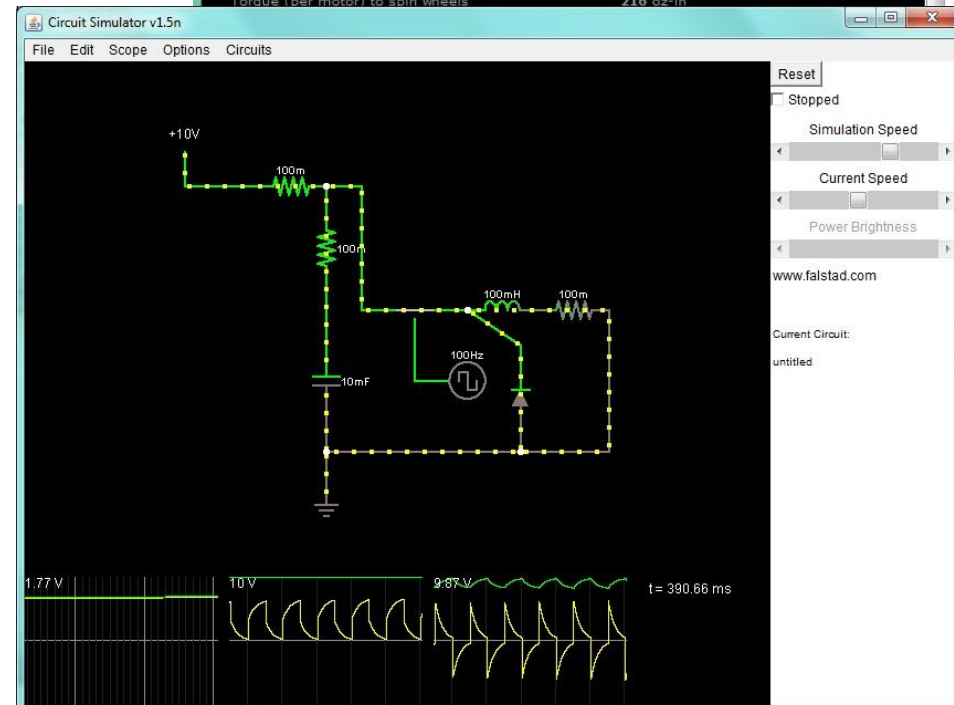 Torque (per motor) to spin wheels 216 oz-in
Circuit Simulator v1.5n
File Edit Scope Options Circuits
Reset
Stopped
Simulation Speed
Current Speed
Power Brightness
www.falstad.com
Current Circuit:
untitled
+10V
100m
100m
100mH
100m
100Hz
10mF
1.77 V
10 V
9.87 V
t = 390.66 ms